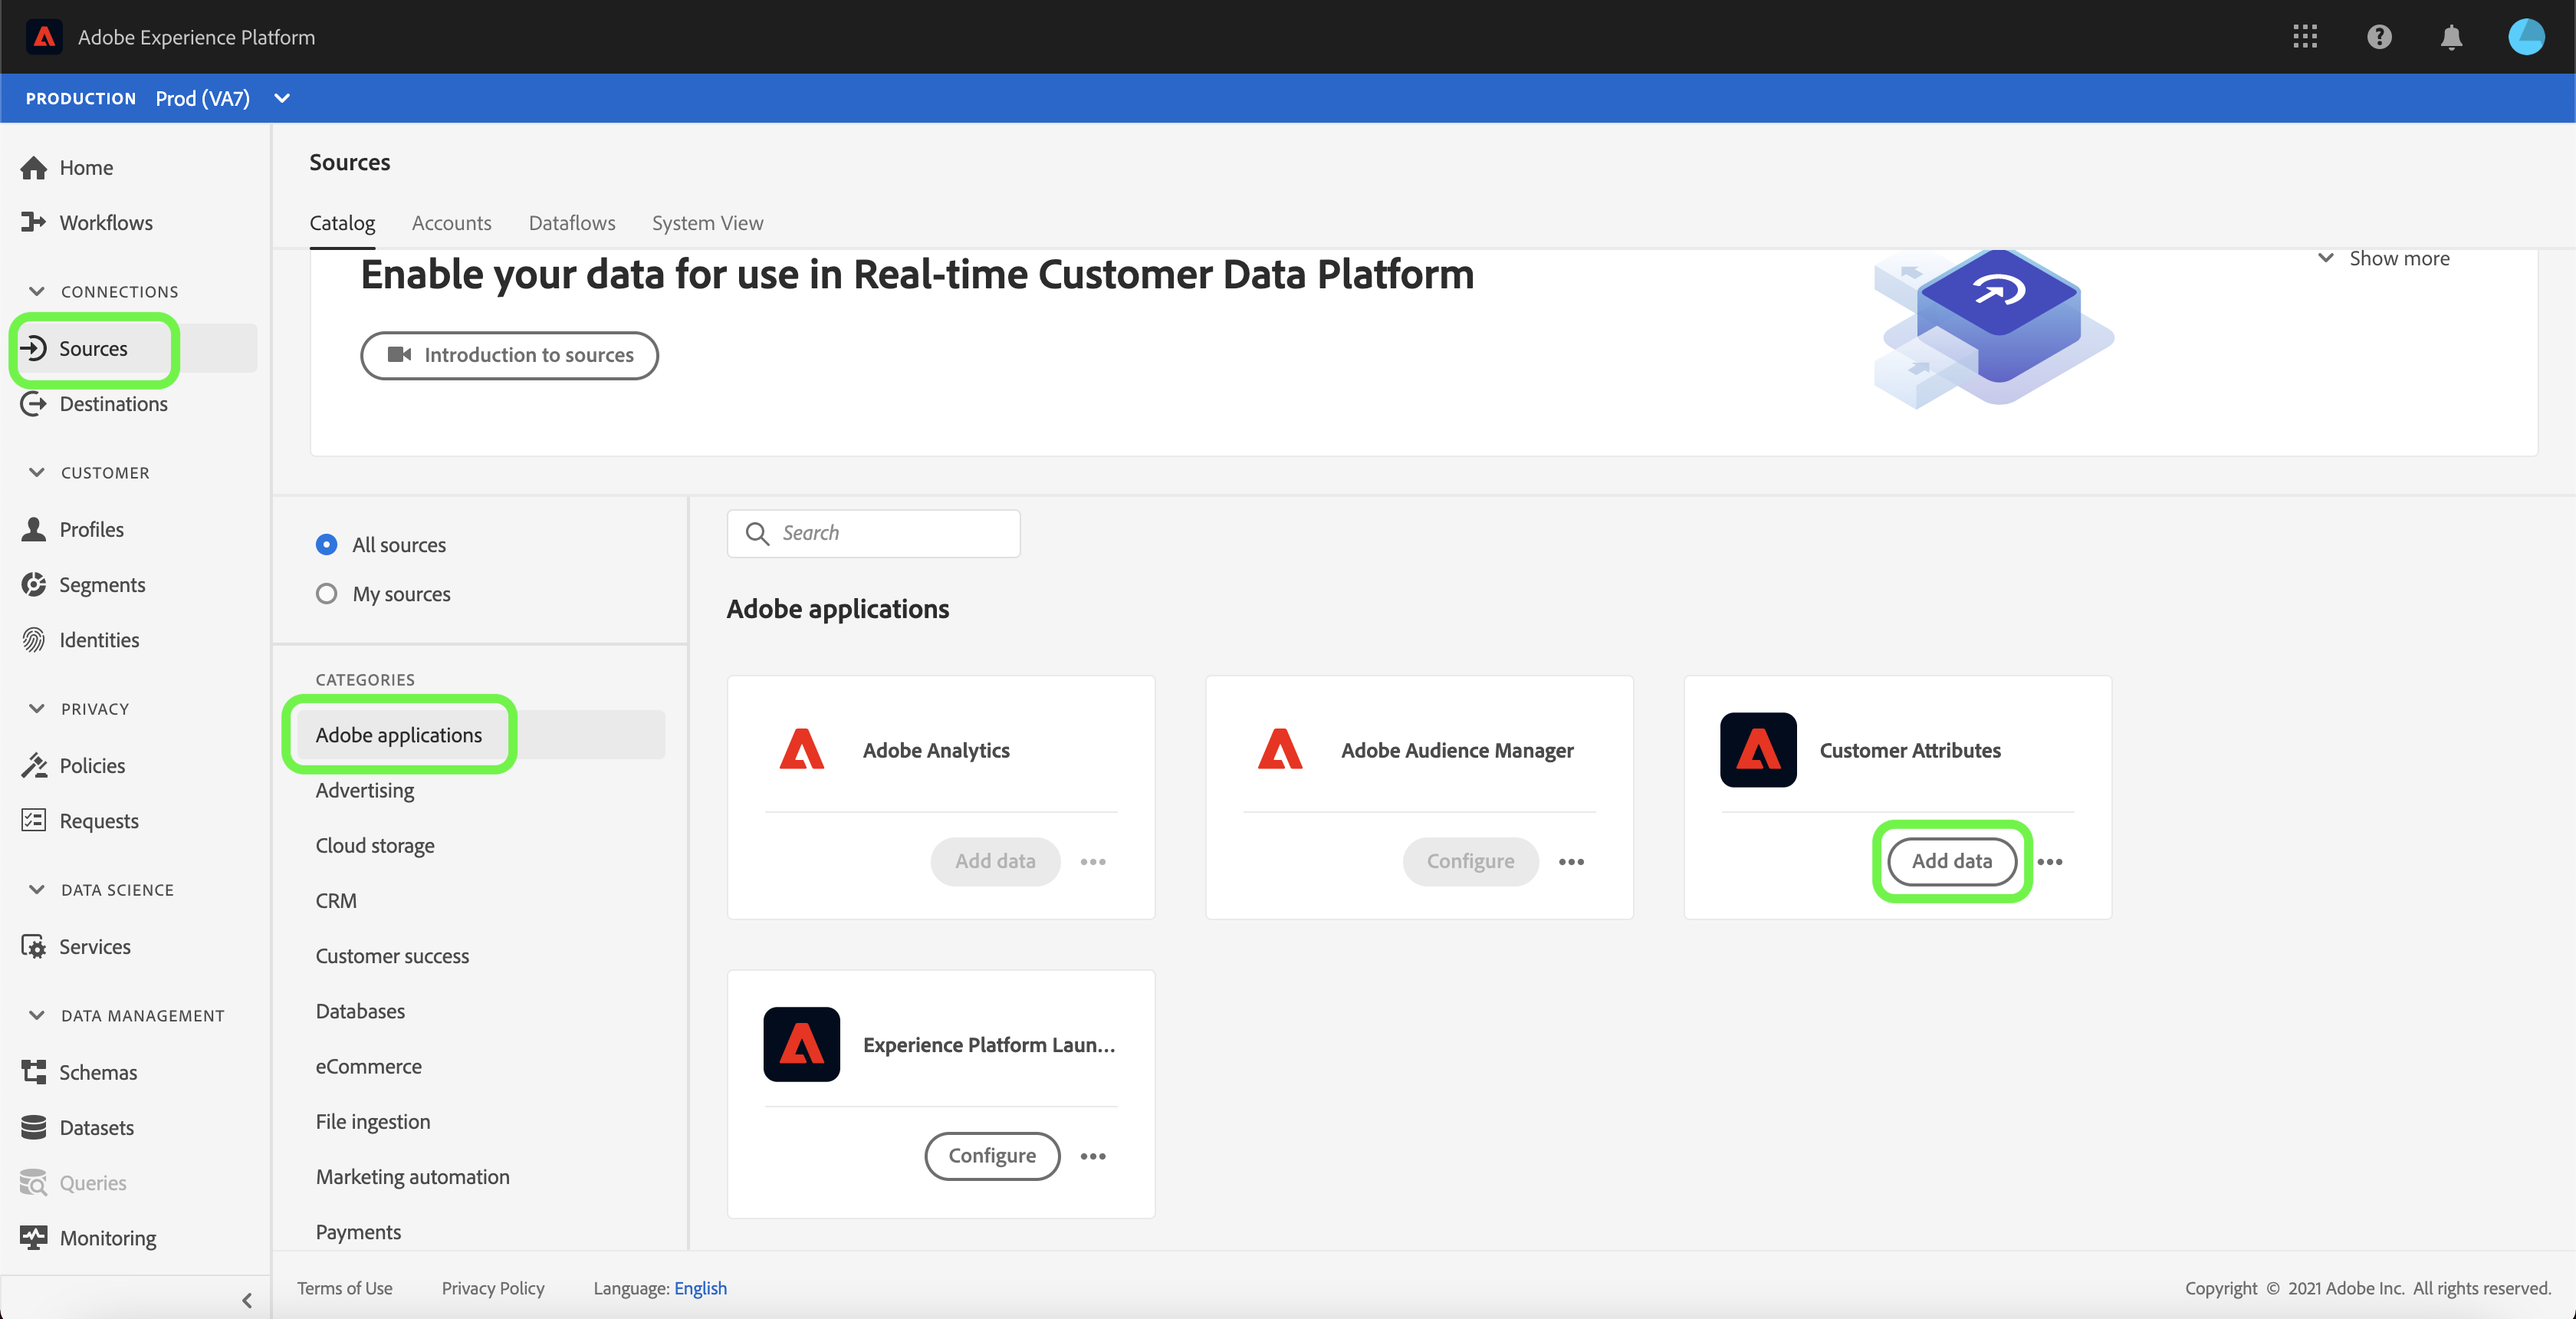 Adobe Experience Platform
PRODUCTION Prod (VA7)
Home
Workflows
CONNECTIONS
Sources
Destinations
CUSTOMER
Profiles
Segments
Identities
PRIVACY
Policies
Requests
DATA SCIENCE
Services
DATA MANAGEMENT
Schemas
Datasets
Queries
Monitoring
Sources
Catalog Accounts Dataflows System View
Enable your data for use in Real-time Customer Data Platform
Show more
Introduction to sources
All sources
My sources
CATEGORIES
Adobe applications
Advertising
Cloud storage
CRM
Customer success
Databases
eCommerce
File ingestion
Marketing automation
Payments
Search
Adobe applications
Adobe Analytics
Add data
Adobe Audience Manager
Configure
Customer Attributes
Add data
Experience Platform Laun...
Configure
Terms of Use Privacy Policy Language: English
Copyright © 2021 Adobe Inc. All rights reserved.